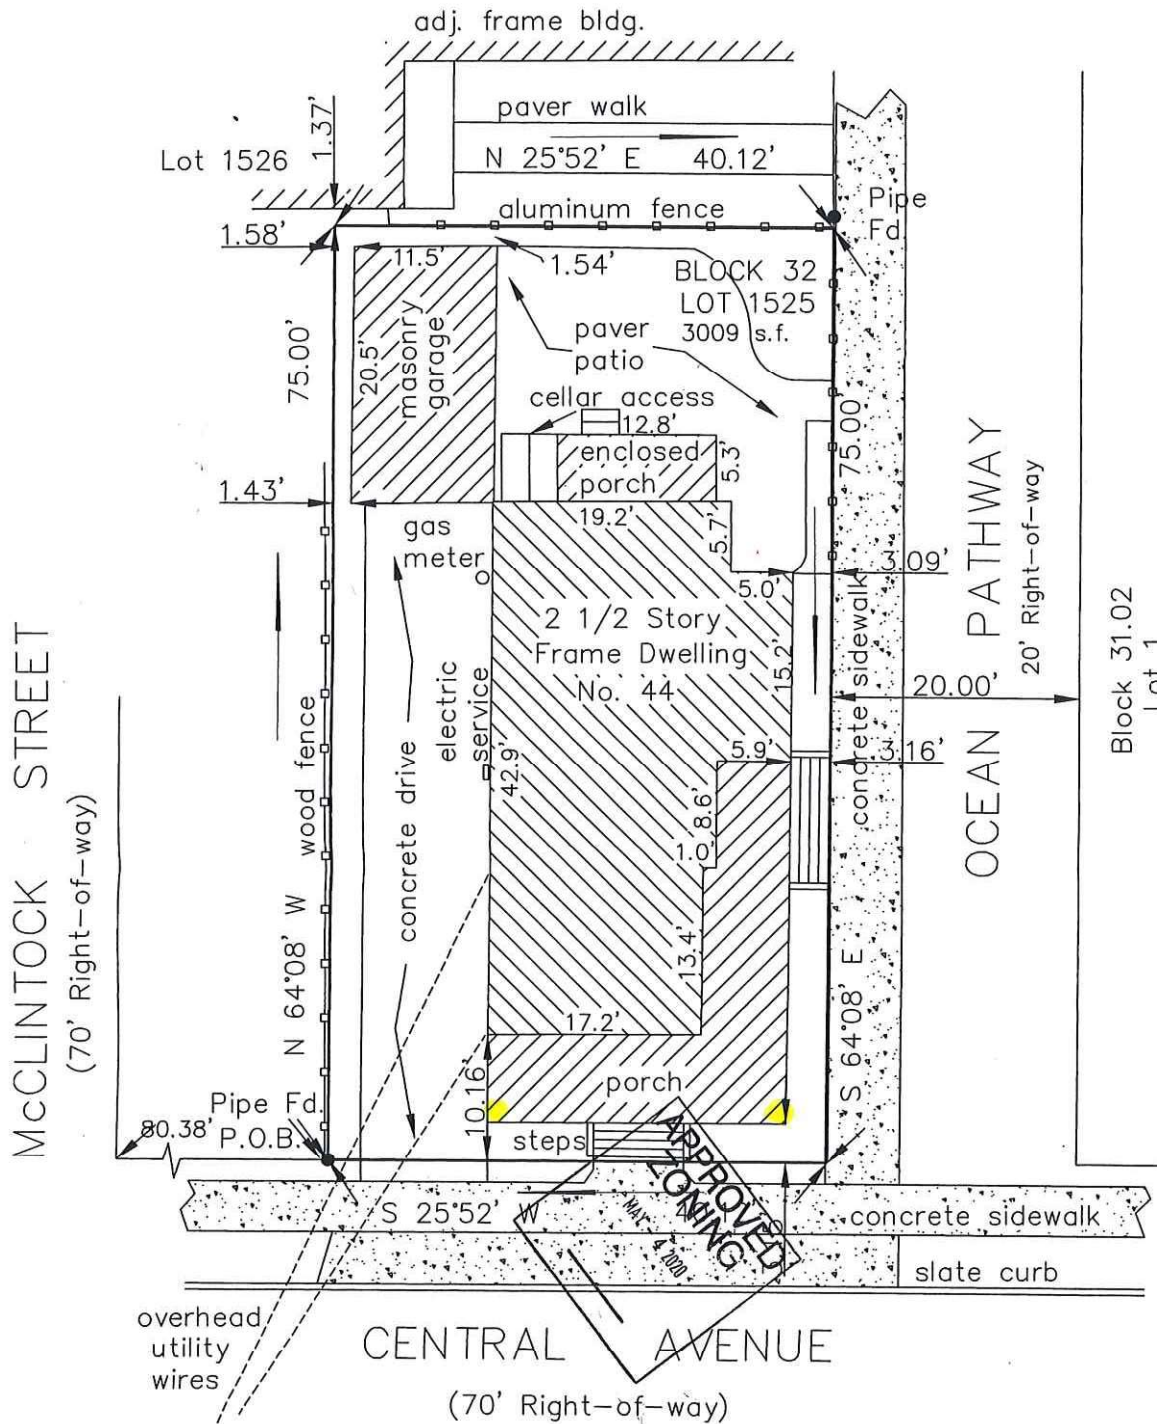 adj. frame bldg.
1.37'
paver walk
Lot 1526
N 25°52' E 40.12'
aluminum fence
Pipe
Fd.
1.58'
11.5'
1.54'
BLOCK 32
LOT 1525
3009 s.f.
75.00'
20.5'
masonry
garage
paver
patio
cellar access
12.8'
enclosed
porch
5.3'
75.00'
1.43'
19.2'
5.7'
gas
meter
5.0'
3.09'
2 1/2 Story
Frame Dwelling
No. 44
15.2'
electric
service
42.9'
5.9'
3.16'
20.00'
concrete sidewalk
OCEAN PATHWAY
20' Right-of-way
Block 31.02
Lot 1
McCLINTOCK STREET
(70' Right-of-way)
wood fence
N 64°08' W
concrete drive
8.6'
1.0'
13.4'
17.2'
S 64°08' E
10.16'
porch
Pipe Fd.
P.O.B.
80.38'
steps
APPROVED
ZONING
MAY 4 2020
S 25°52' W
concrete sidewalk
slate curb
overhead
utility
wires
CENTRAL AVENUE
(70' Right-of-way)